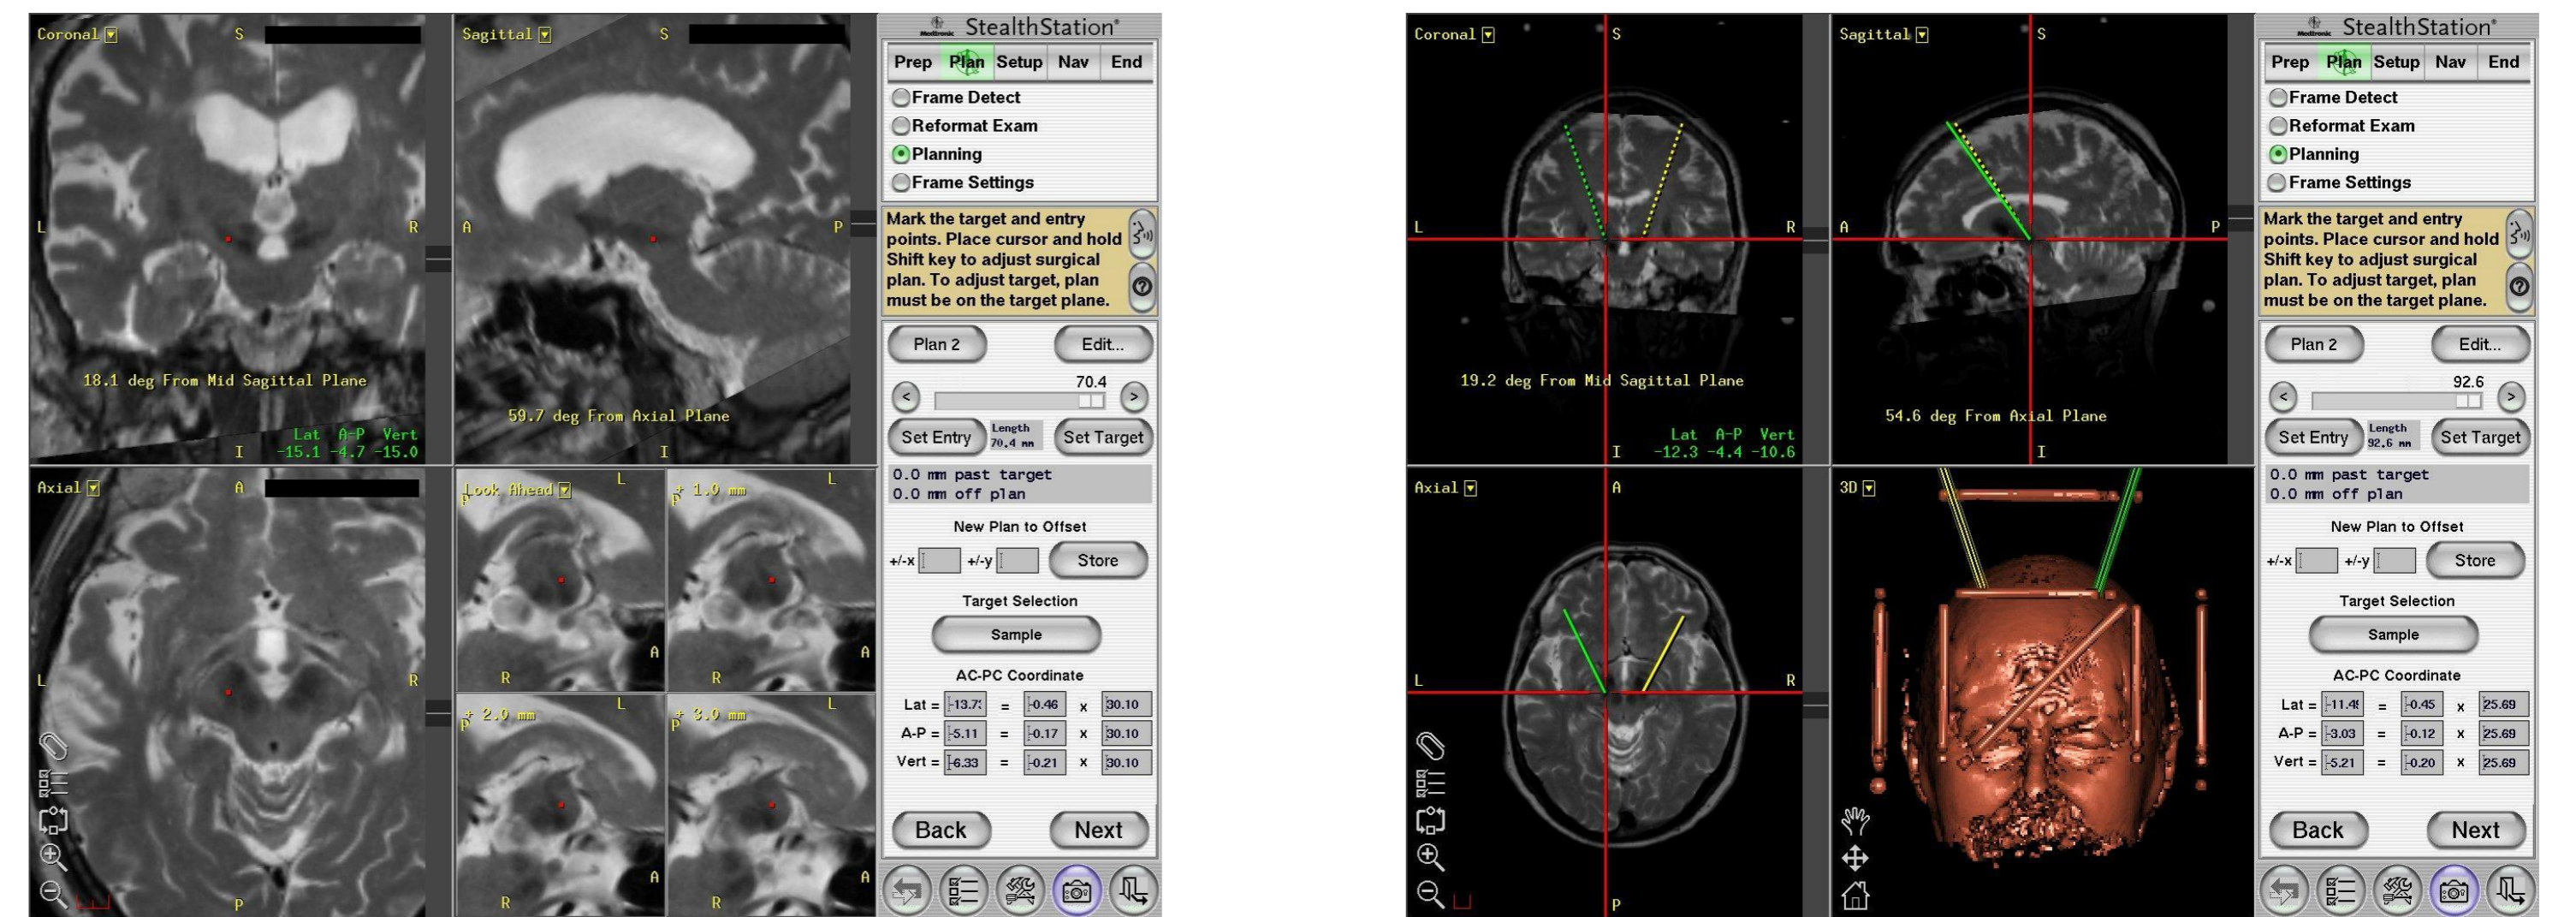 Coronal S
L R
18.1 deg From Mid Sagittal Plane
Lat A-P Vert
-15.1 -4.7 -15.0
I
Sagittal S
A P
59.7 deg From Axial Plane
I
Axial A
L R
P
Look Ahead L
P
A
R
+ 1.0 mm L
P
A
R
+ 2.0 mm L
P
A
R
+ 3.0 mm L
P
A
R
Medtronic StealthStation®
Prep Plan Setup Nav End
Frame Detect
Reformat Exam
Planning
Frame Settings
Mark the target and entry
points. Place cursor and hold
Shift key to adjust surgical
plan. To adjust target, plan
must be on the target plane.
?
Plan 2 Edit...
70.4
< >
Set Entry Length Set Target
70.4 mm
0.0 mm past target
0.0 mm off plan
New Plan to Offset
+/-x +/-y Store
Target Selection
Sample
AC-PC Coordinate
Lat = = -0.46 x 30.10
A-P = -5.11 = -0.17 x 30.10
Vert = -6.33 = -0.21 x 30.10
Back Next
Coronal S
L R
19.2 deg From Mid Sagittal Plane
Lat A-P Vert
-12.3 -4.4 -10.6
I
Sagittal S
A P
54.6 deg From Axial Plane
I
Axial A
L R
P
3D
Medtronic StealthStation®
Prep Plan Setup Nav End
Frame Detect
Reformat Exam
Planning
Frame Settings
Mark the target and entry
points. Place cursor and hold
Shift key to adjust surgical
plan. To adjust target, plan
must be on the target plane.
?
Plan 2 Edit...
92.6
< >
Set Entry Length Set Target
92.6 mm
0.0 mm past target
0.0 mm off plan
New Plan to Offset
+/-x +/-y Store
Target Selection
Sample
AC-PC Coordinate
Lat = = -0.45 x 25.69
A-P = -3.03 = -0.12 x 25.69
Vert = -5.21 = -0.20 x 25.69
Back Next